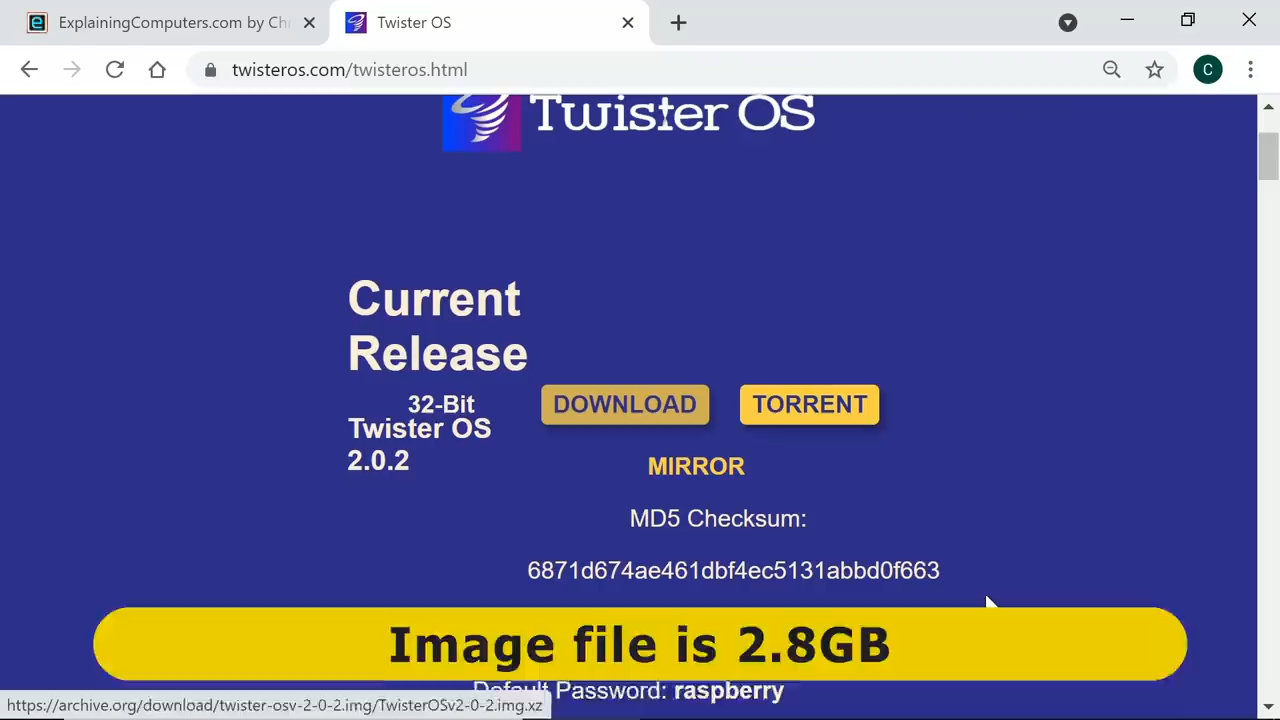 ExplainingComputers.com by Ch
Twister OS
twisteros.com/twisteros.html
C
Twister OS
Current
Release
32-Bit
Twister OS
2.0.2
DOWNLOAD
TORRENT
MIRROR
MD5 Checksum:
6871d674ae461dbf4ec5131abbd0f663
Image file is 2.8GB
Default Password: raspberry
https://archive.org/download/twister-osv-2-0-2.img/TwisterOSv2-0-2.img.xz